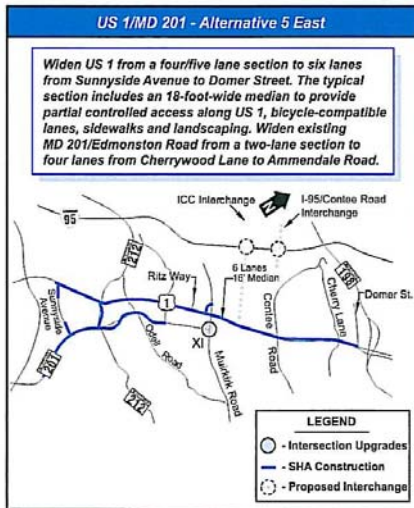 US 1/MD 201 - Alternative 5 East
Widen US 1 from a four/five lane section to six lanes
from Sunnyside Avenue to Domer Street. The typical
section includes an 18-foot-wide median to provide
partial controlled access along US 1, bicycle-compatible
lanes, sidewalks and landscaping. Widen existing
MD 201/Edmonston Road from a two-lane section to
four lanes from Cherrywood Lane to Ammendale Road.
ICC Interchange
N
I-95/Contee Road
Interchange
95
212
Ritz Way
6 Lanes
16' Median
198
Domer St.
Sunnyside
Avenue
1
Cherry Lane
Contee
Road
Odell
Road
XI
Muirkirk Road
201
212
LEGEND
- Intersection Upgrades
- SHA Construction
- Proposed Interchange